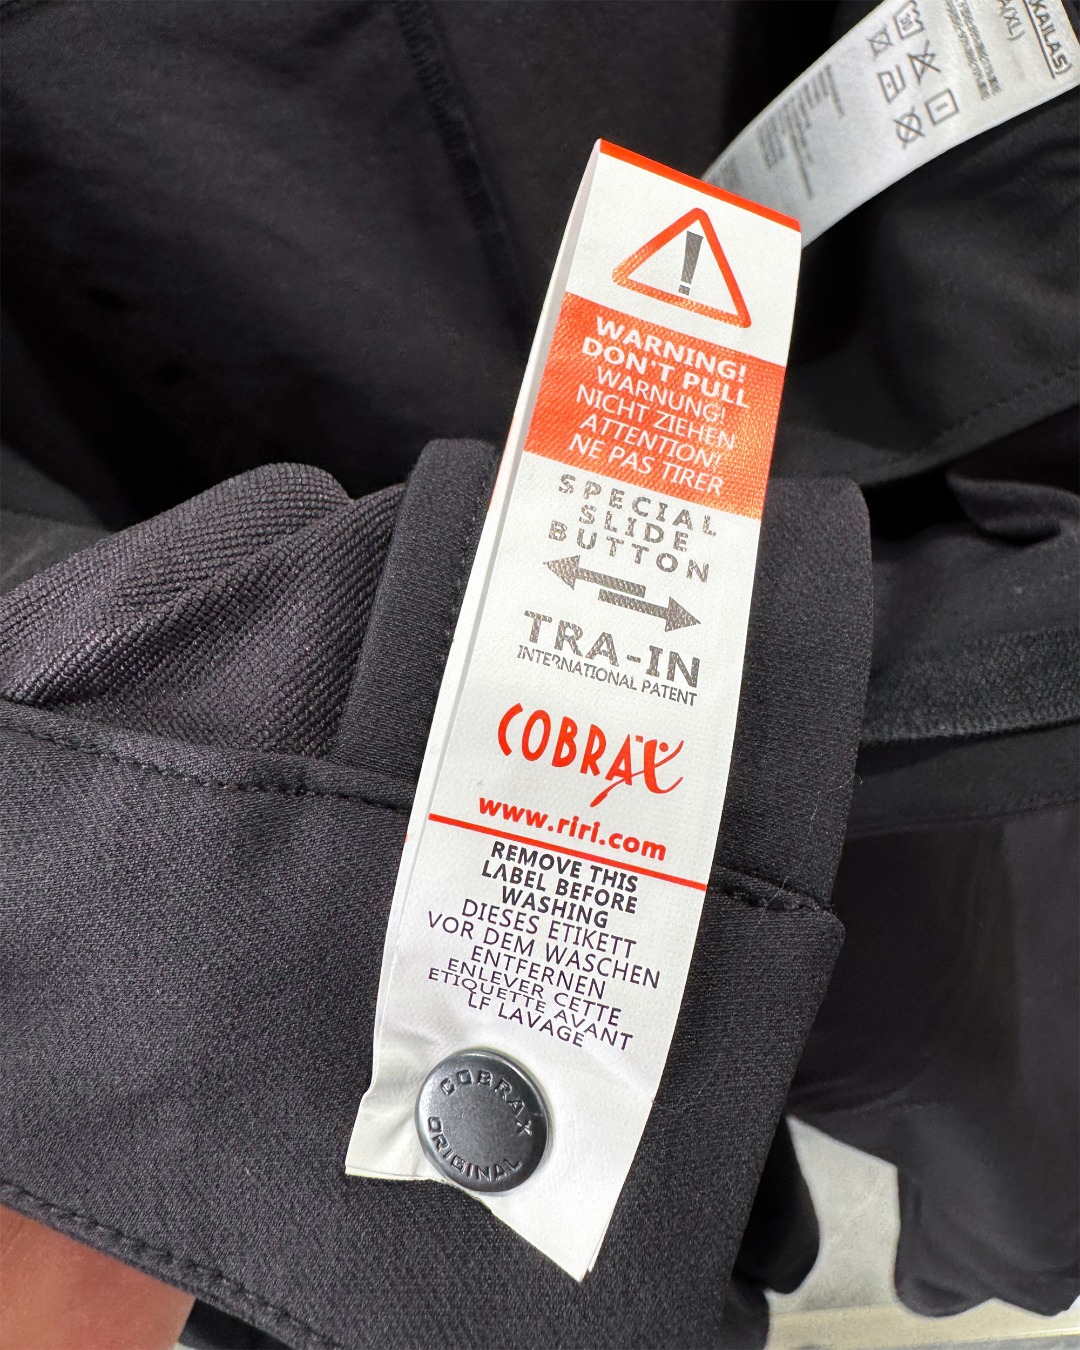 KAILAS)
(XL)
!
WARNING!
DON'T PULL
WARNUNG!
NICHT ZIEHEN
ATTENTION!
NE PAS TIRER
SPECIAL
SLIDE
BUTTON
TRA-IN
INTERNATIONAL PATENT
COBRAX™
www.riri.com
REMOVE THIS
LABEL BEFORE
WASHING
DIESES ETIKETT
VOR DEM WASCHEN
ENTFERNEN
ENLEVER CETTE
ETIQUETTE AVANT
LE LAVAGE
COBRAX
ORIGINAL